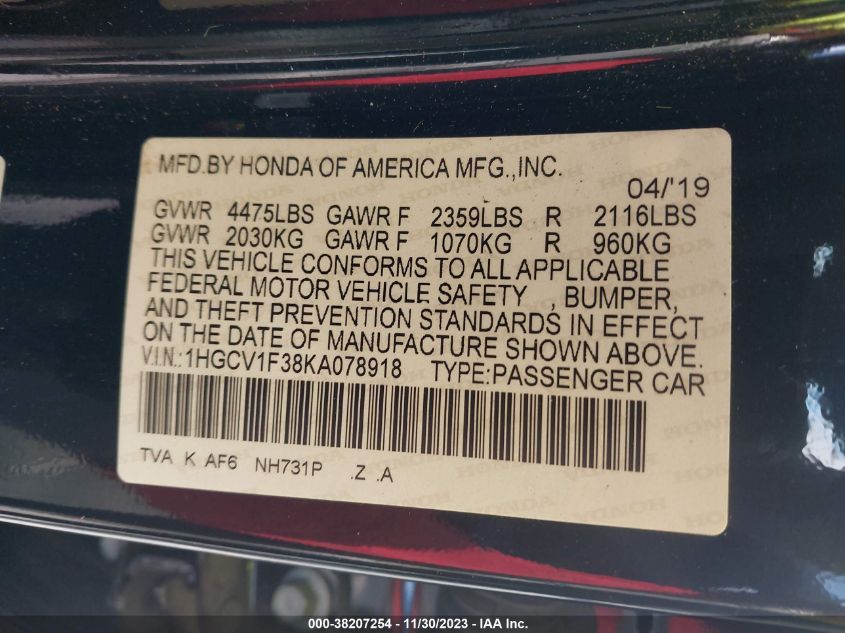 MFD.BY HONDA OF AMERICA MFG.,INC.
04/'19
GVWR 4475LBS GAWR F 2359LBS R 2116LBS
GVWR 2030KG GAWR F 1070KG R 960KG
THIS VEHICLE CONFORMS TO ALL APPLICABLE
FEDERAL MOTOR VEHICLE SAFETY , BUMPER,
AND THEFT PREVENTION STANDARDS IN EFFECT
ON THE DATE OF MANUFACTURE SHOWN ABOVE.
V.I.N.:1HGCV1F38KA078918 TYPE:PASSENGER CAR
TVA K AF6 NH731P .Z .A
000-38207254 - 11/30/2023 - IAA Inc.